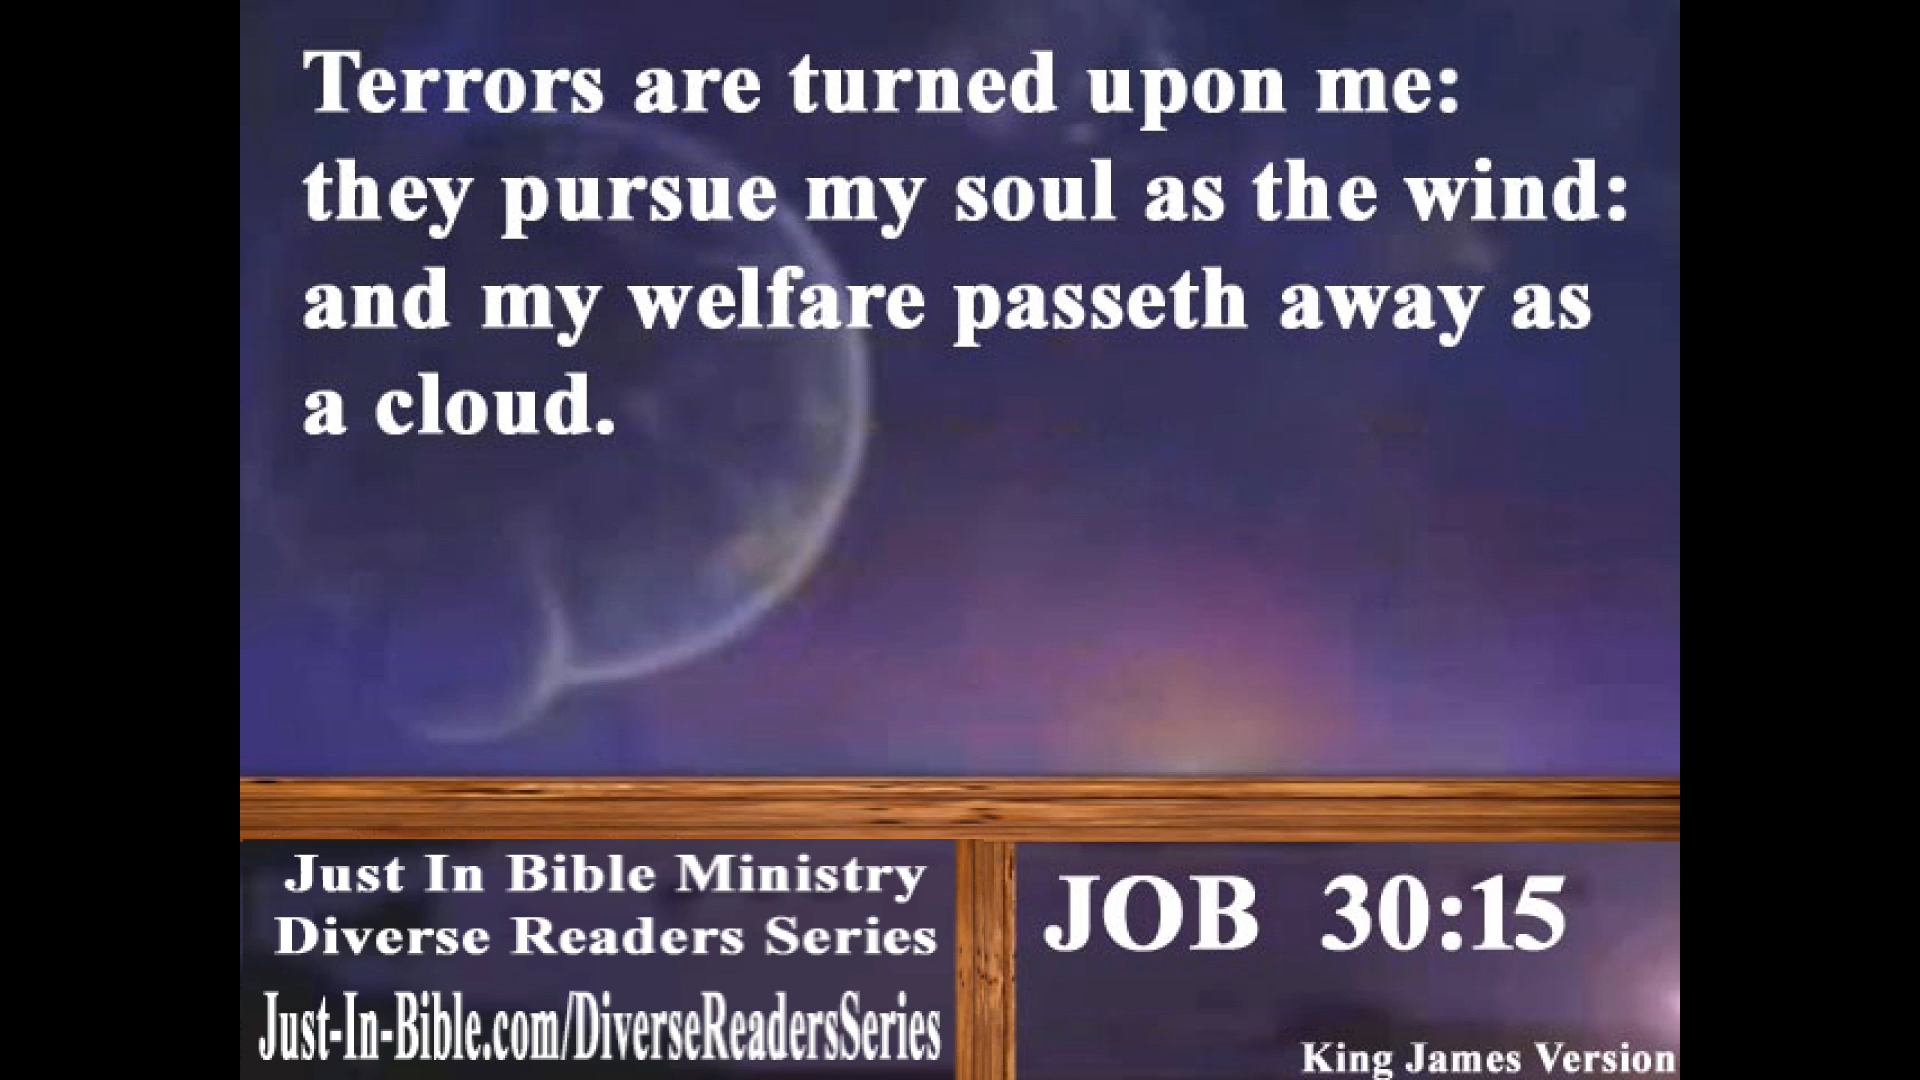 Terrors are turned upon me:
they pursue my soul as the wind:
and my welfare passeth away as
a cloud.
Just In Bible Ministry
Diverse Readers Series
Just-In-Bible.com/DiverseReadersSeries
JOB 30:15
King James Version